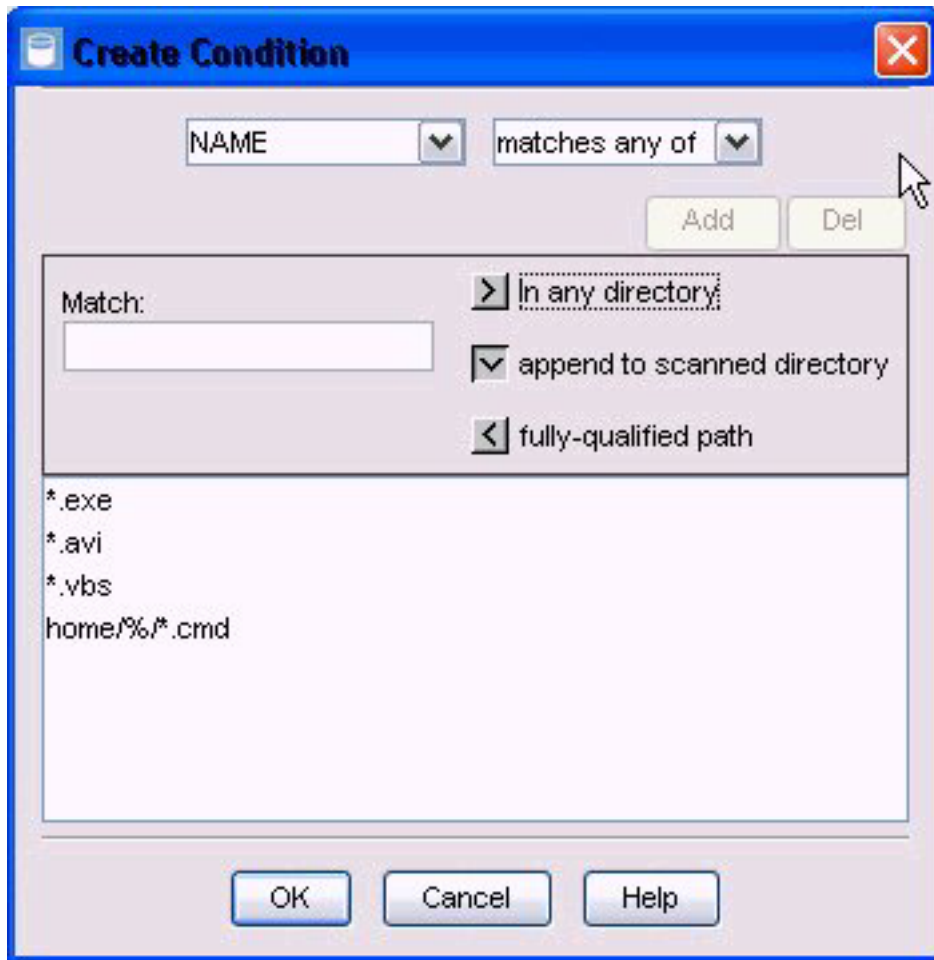 Create Condition
NAME matches any of
Add Del
Match:
In any directory
append to scanned directory
fully-qualified path
*.exe
*.avi
*.vbs
home/%/*.cmd
OK Cancel Help